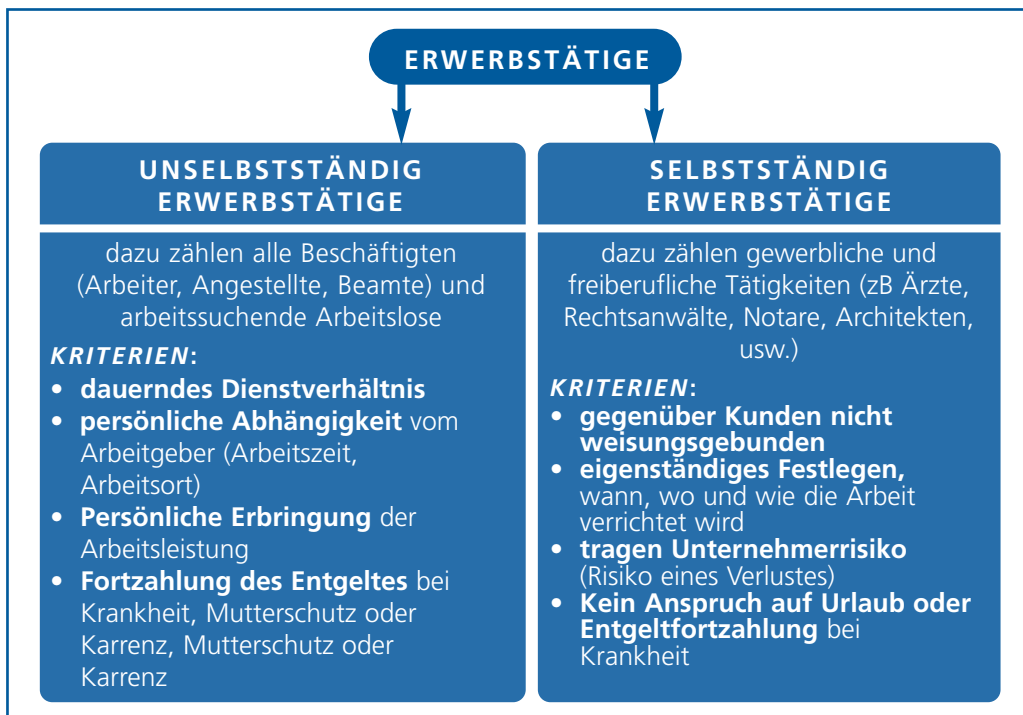 ERWERBSTÄTIGE
UNSELBSTSTÄNDIG
ERWERBSTÄTIGE
dazu zählen alle Beschäftigten
(Arbeiter, Angestellte, Beamte) und
arbeitssuchende Arbeitslose
KRITERIEN:
• dauerndes Dienstverhältnis
• persönliche Abhängigkeit vom
Arbeitgeber (Arbeitszeit,
Arbeitsort)
• Persönliche Erbringung der
Arbeitsleistung
• Fortzahlung des Entgeltes bei
Krankheit, Mutterschutz oder
Karrenz, Mutterschutz oder
Karrenz
SELBSTSTÄNDIG
ERWERBSTÄTIGE
dazu zählen gewerbliche und
freiberufliche Tätigkeiten (zB Ärzte,
Rechtsanwälte, Notare, Architekten,
usw.)
KRITERIEN:
• gegenüber Kunden nicht
weisungsgebunden
• eigenständiges Festlegen,
wann, wo und wie die Arbeit
verrichtet wird
• tragen Unternehmerrisiko
(Risiko eines Verlustes)
• Kein Anspruch auf Urlaub oder
Entgeltfortzahlung bei
Krankheit